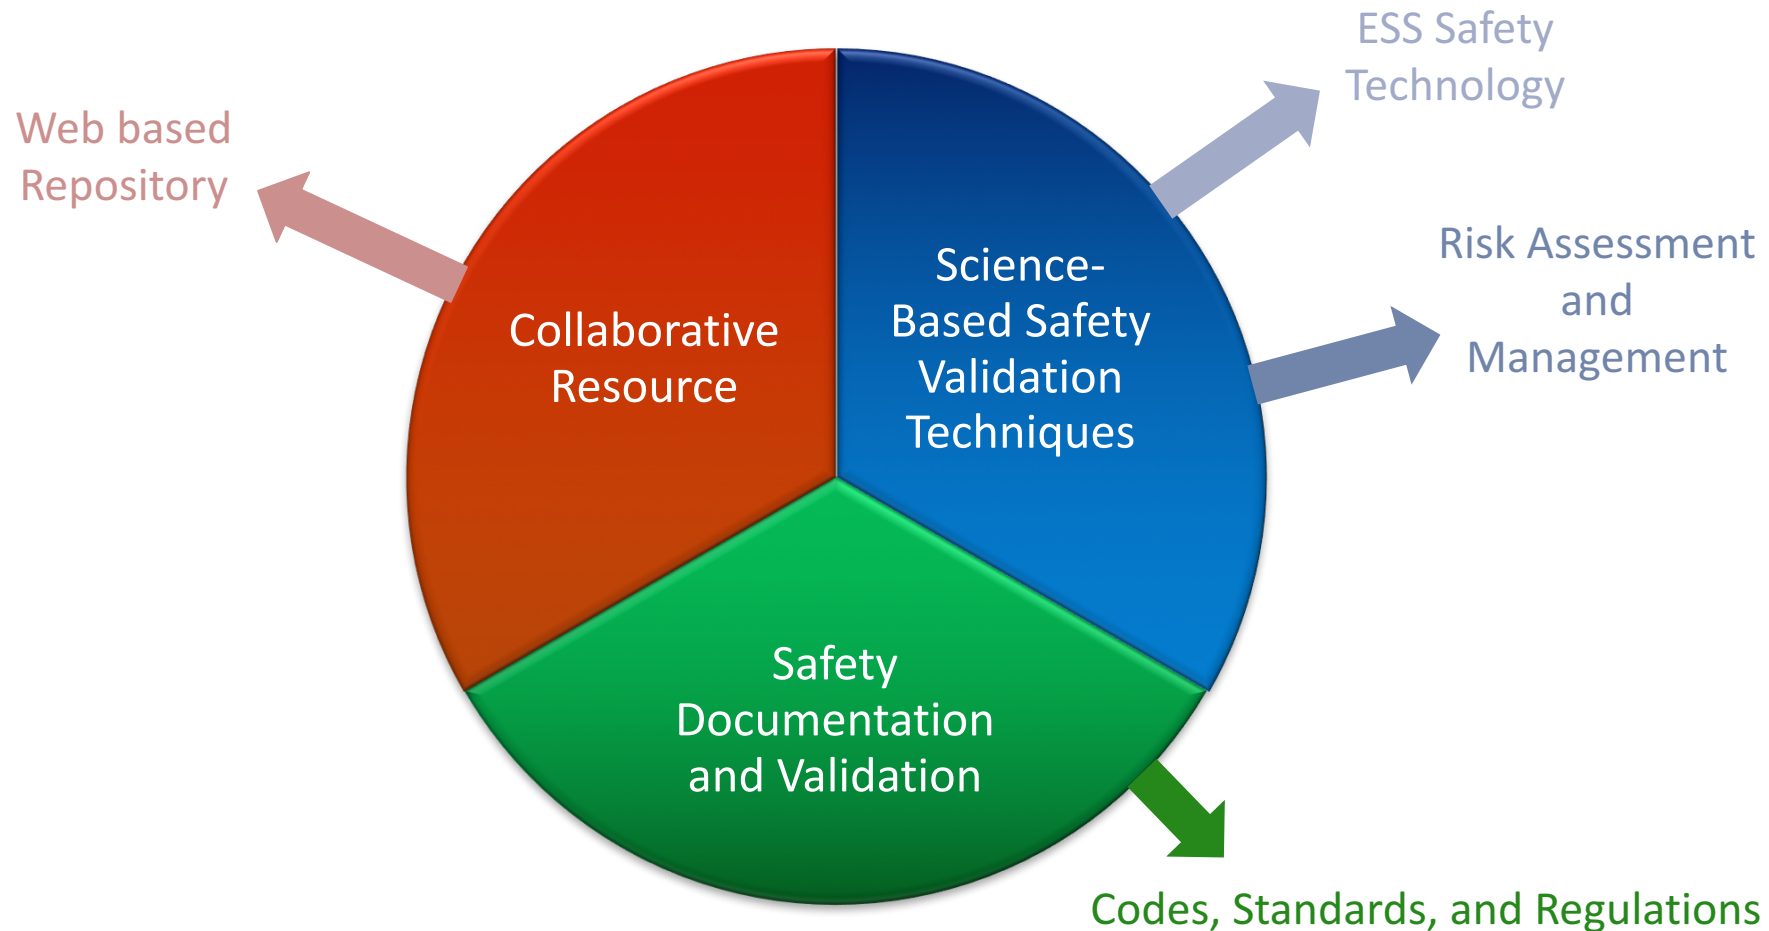 ESS Safety
Technology
Web based
Repository
Risk Assessment
and
Management
Science-
Based Safety
Validation
Techniques
Collaborative
Resource
Safety
Documentation
and Validation
Codes, Standards, and Regulations